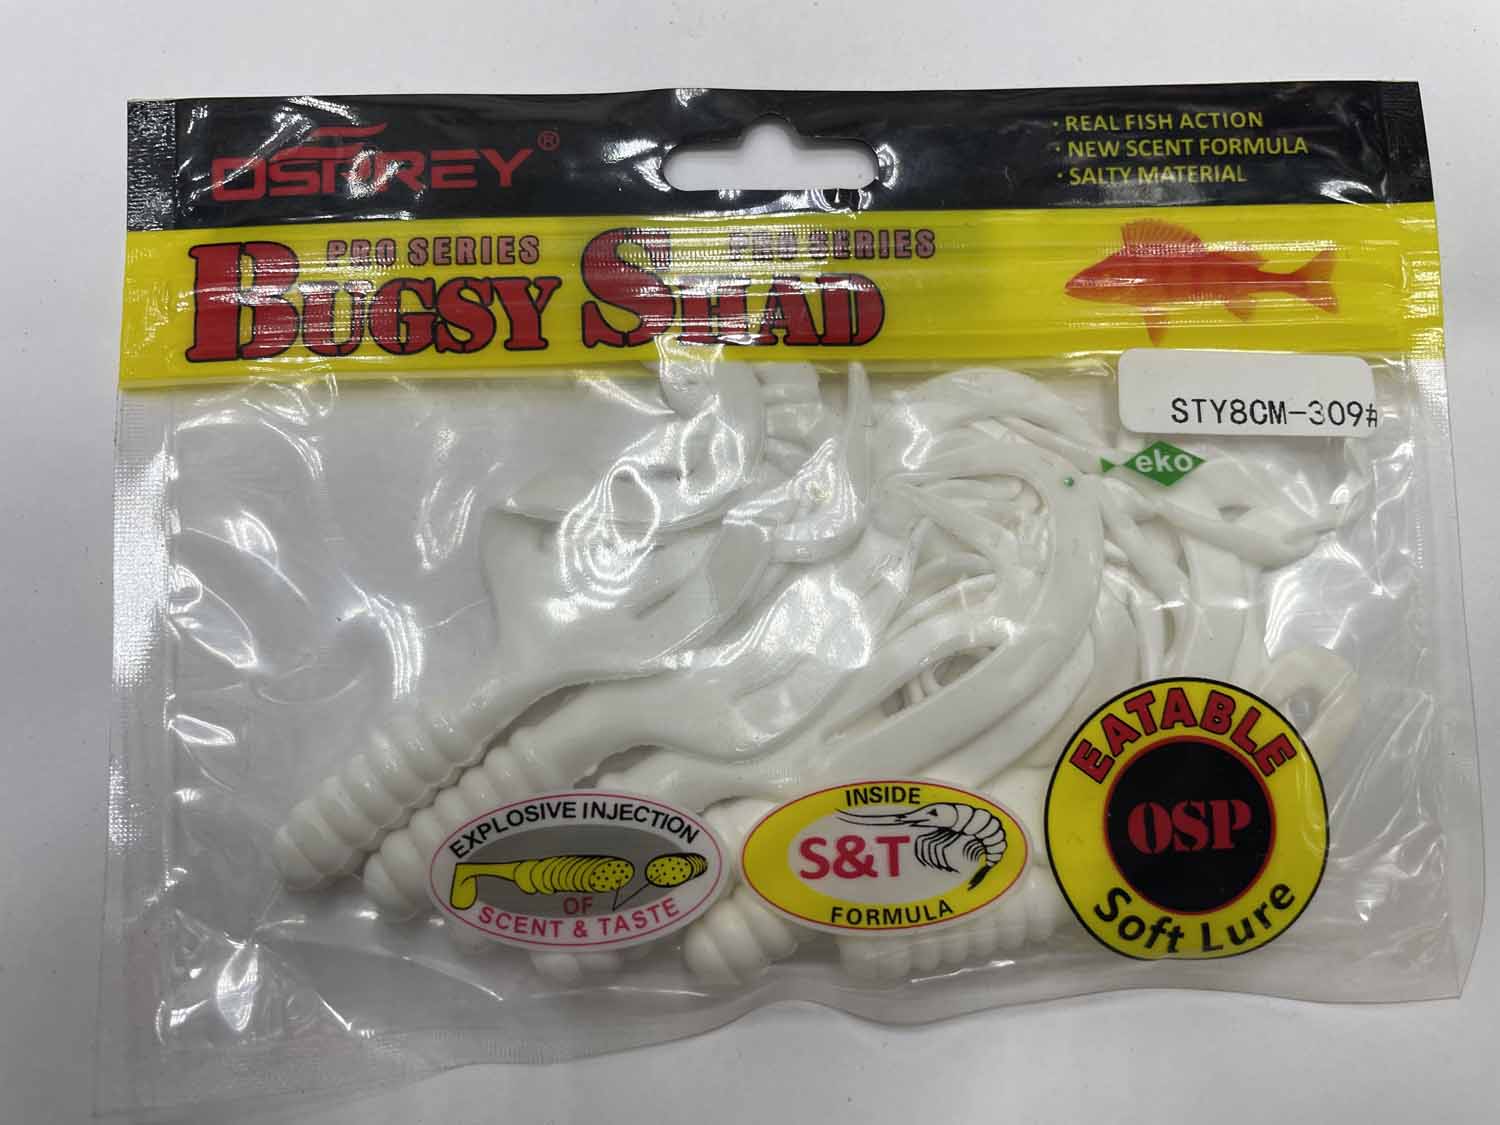 OSPREY®
· REAL FISH ACTION
· NEW SCENT FORMULA
· SALTY MATERIAL
PRO SERIES PRO SERIES
BUGSY SHAD
STY8CM-309#
eko
EXPLOSIVE INJECTION
OF
SCENT & TASTE
INSIDE
S&T
FORMULA
EATABLE
OSP
Soft Lure